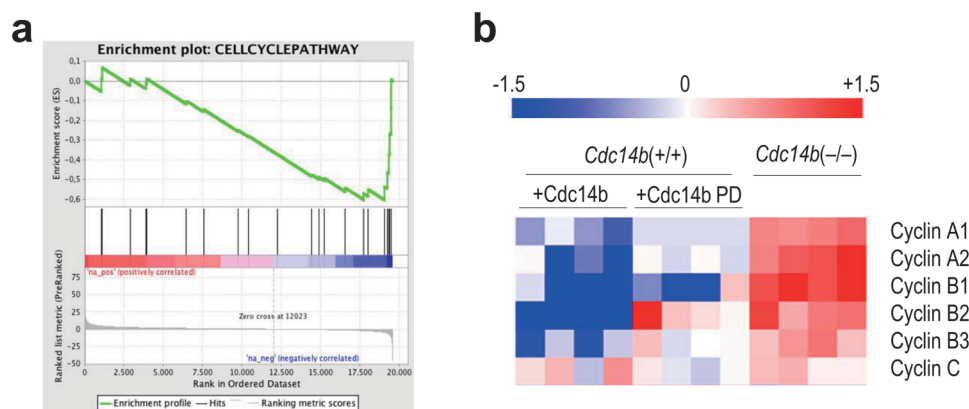 a
Enrichment plot: CELLCYCLEPATHWAY
Enrichment score (ES)
0,1
0,0
−0,1
−0,2
−0,3
−0,4
−0,5
−0,6
'na_pos' (positively correlated)
Ranked list metric (PreRanked)
75
50
25
0
−25
−50
Zero cross at 12023
'na_neg' (negatively correlated)
0 2.500 5.000 7.500 10.000 12.500 15.000 17.500 20.000
Rank in Ordered Dataset
Enrichment profile Hits Ranking metric scores
b
-1.5 0 +1.5
Cdc14b(+/+) Cdc14b(–/–)
+Cdc14b +Cdc14b PD
Cyclin A1
Cyclin A2
Cyclin B1
Cyclin B2
Cyclin B3
Cyclin C